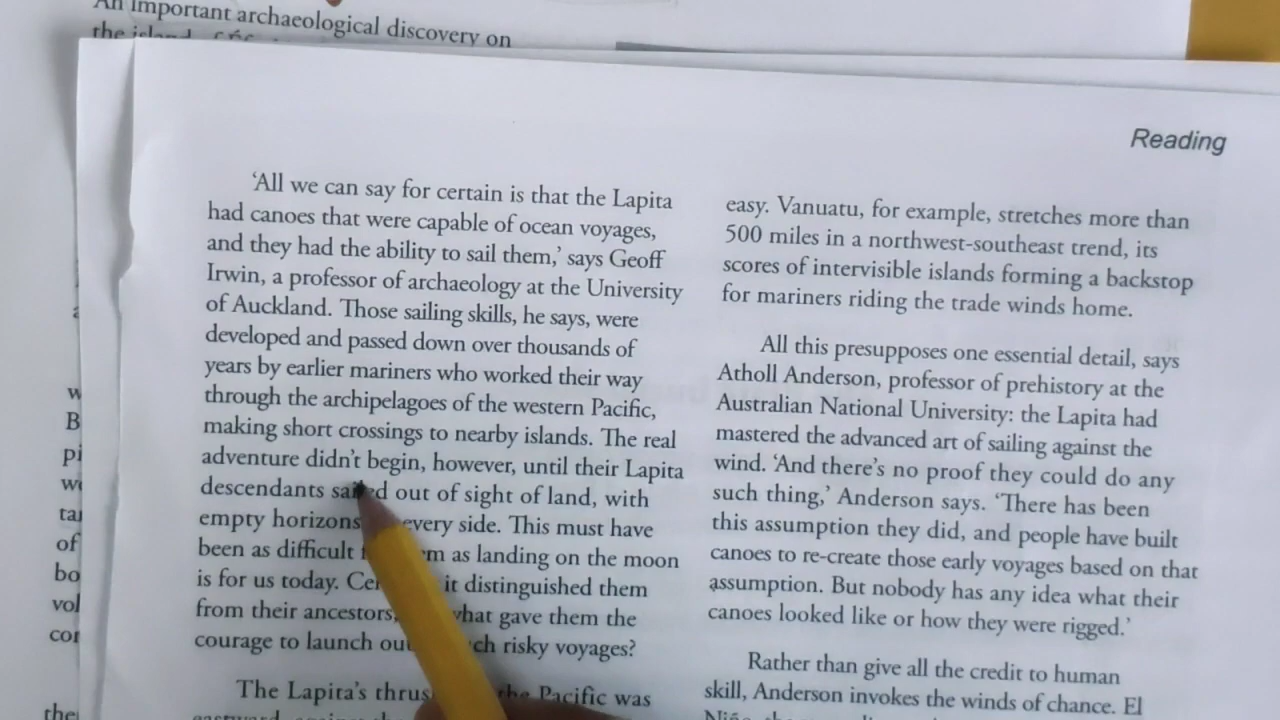 An important archaeological discovery on
the island
Reading
‘All we can say for certain is that the Lapita
had canoes that were capable of ocean voyages,
and they had the ability to sail them,’ says Geoff
Irwin, a professor of archaeology at the University
of Auckland. Those sailing skills, he says, were
developed and passed down over thousands of
years by earlier mariners who worked their way
through the archipelagoes of the western Pacific,
making short crossings to nearby islands. The real
adventure didn’t begin, however, until their Lapita
descendants sailed out of sight of land, with
empty horizons every side. This must have
been as difficult as landing on the moon
is for us today. it distinguished them
from their ancestors, what gave them the
courage to launch risky voyages?
The Lapita’s the Pacific was
easy. Vanuatu, for example, stretches more than
500 miles in a northwest-southeast trend, its
scores of intervisible islands forming a backstop
for mariners riding the trade winds home.
All this presupposes one essential detail, says
Atholl Anderson, professor of prehistory at the
Australian National University: the Lapita had
mastered the advanced art of sailing against the
wind. ‘And there’s no proof they could do any
such thing,’ Anderson says. ‘There has been
this assumption they did, and people have built
canoes to re-create those early voyages based on that
assumption. But nobody has any idea what their
canoes looked like or how they were rigged.’
Rather than give all the credit to human
skill, Anderson invokes the winds of chance. El